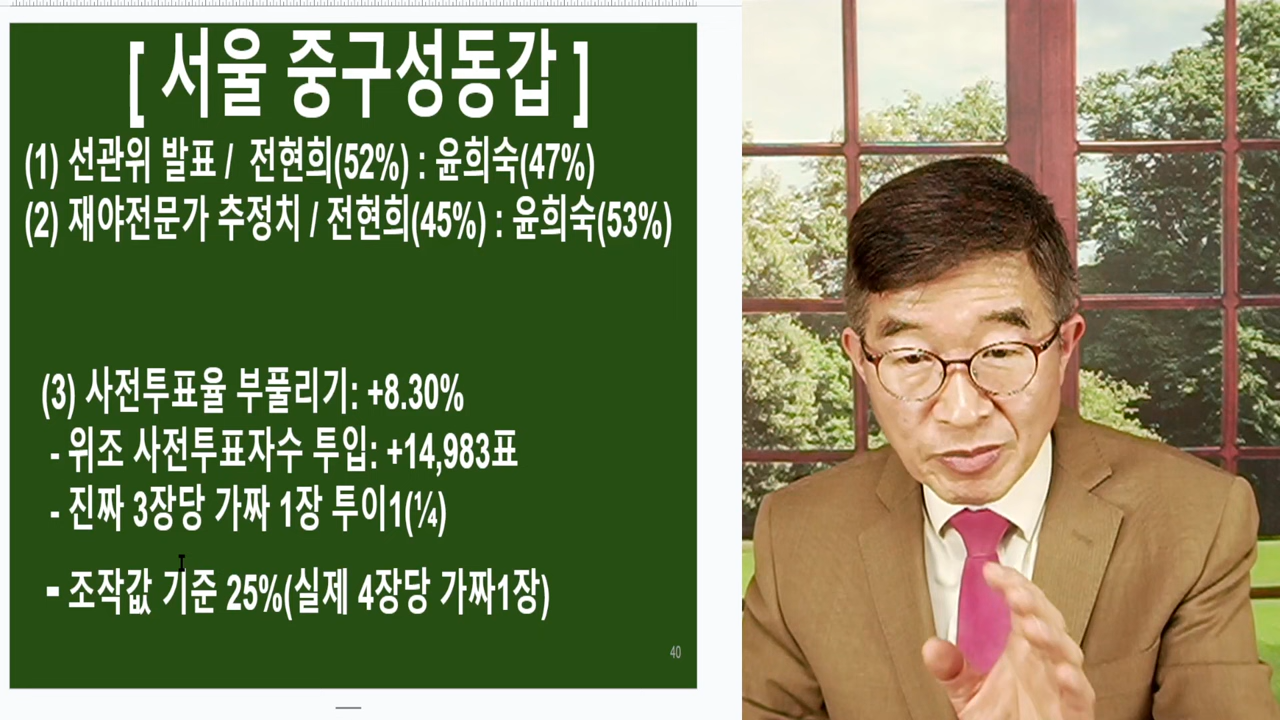 [ 서울 중구성동갑 ]
(1) 선관위 발표 / 전현희(52%) : 윤희숙(47%)
(2) 재야전문가 추정치 / 전현희(45%) : 윤희숙(53%)
(3) 사전투표율 부풀리기: +8.30%
- 위조 사전투표자수 투입: +14,983표
- 진짜 3장당 가짜 1장 투이1(¼)
- 조작값 기준 25%(실제 4장당 가짜1장)
40